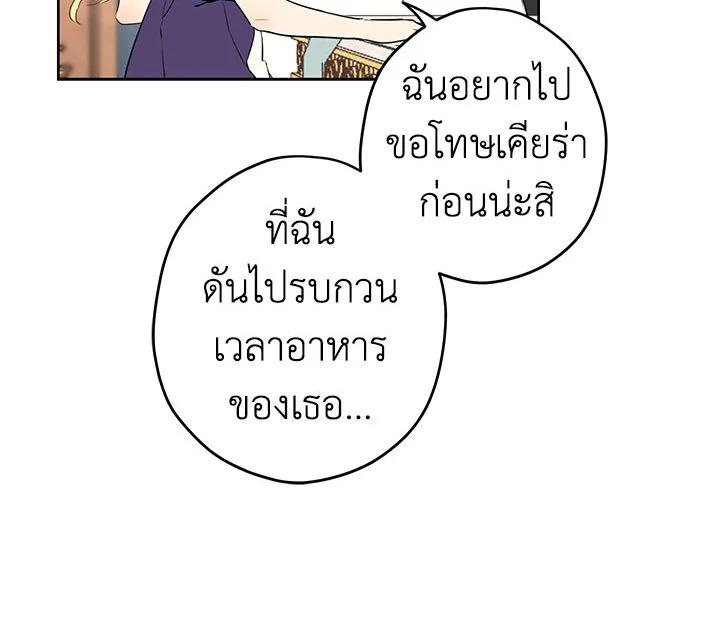 ฉันอยากไป
ขอโทษเคียร่า
ก่อนน่ะสิ
ที่ฉัน
ดันไปรบกวน
เวลาอาหาร
ของเธอ...